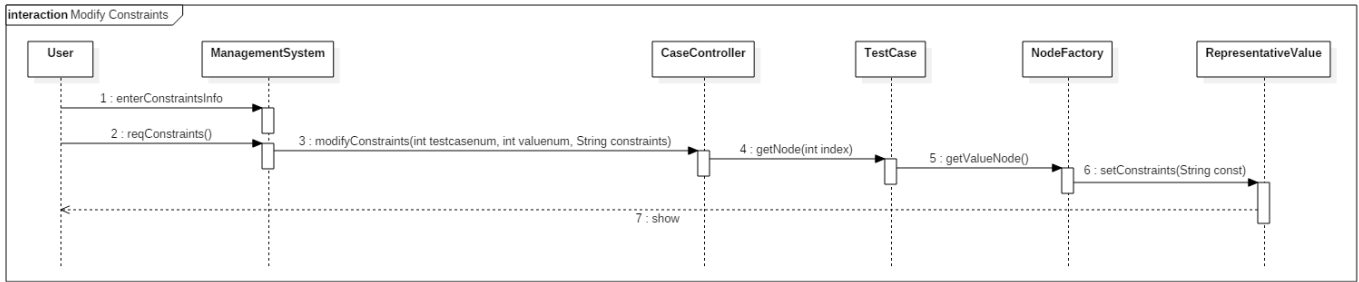 interaction Modify Constraints
User
ManagementSystem
CaseController
TestCase
NodeFactory
RepresentativeValue
1 : enterConstraintsInfo
2 : reqConstraints()
3 : modifyConstraints(int testcasenum, int valuenum, String constraints)
4 : getNode(int index)
5 : getValueNode()
6 : setConstraints(String const)
7 : show